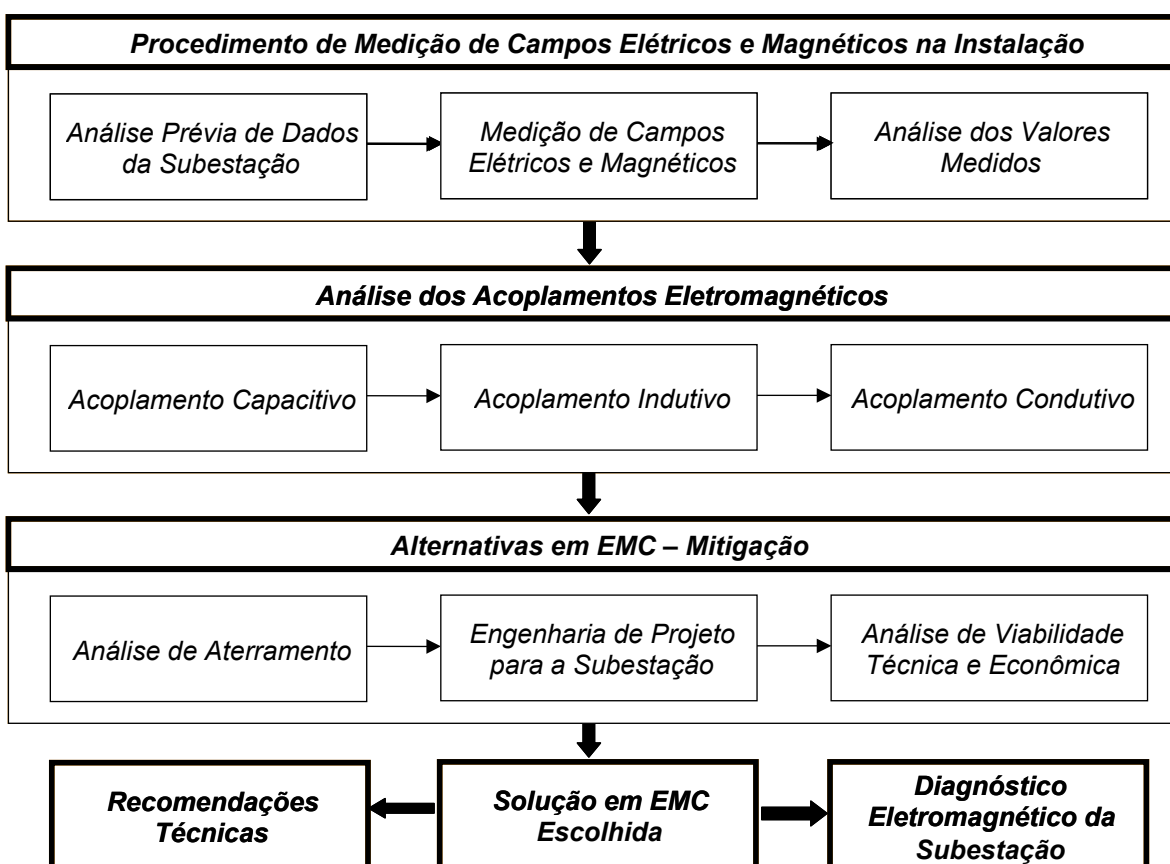 Procedimento de Medição de Campos Elétricos e Magnéticos na Instalação
Análise Prévia de Dados
da Subestação
Medição de Campos
Elétricos e Magnéticos
Análise dos Valores
Medidos
Análise dos Acoplamentos Eletromagnéticos
Acoplamento Capacitivo
Acoplamento Indutivo
Acoplamento Condutivo
Alternativas em EMC – Mitigação
Análise de Aterramento
Engenharia de Projeto
para a Subestação
Análise de Viabilidade
Técnica e Econômica
Recomendações
Técnicas
Solução em EMC
Escolhida
Diagnóstico
Eletromagnético da
Subestação